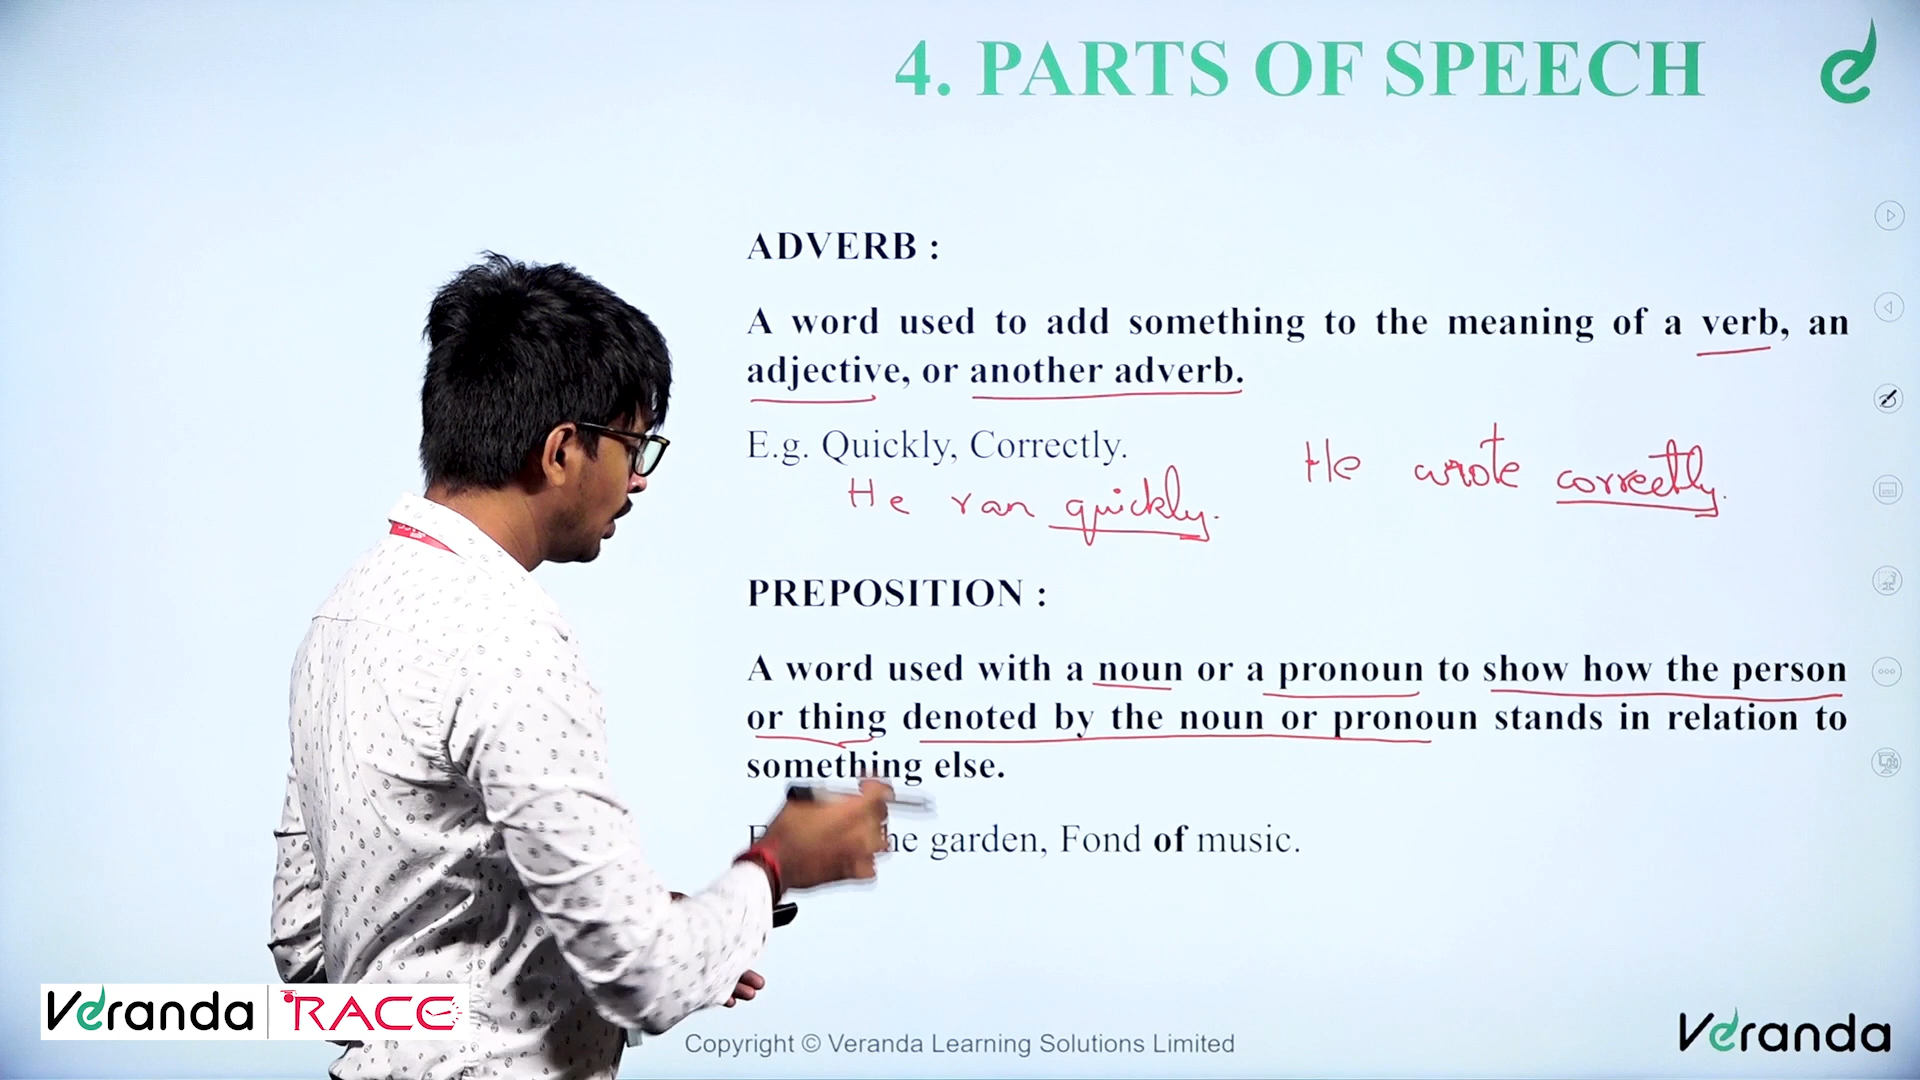 4. PARTS OF SPEECH
ADVERB :
A word used to add something to the meaning of a verb, an
adjective, or another adverb.
E.g. Quickly, Correctly.
He ran quickly.
He wrote correctly.
PREPOSITION :
A word used with a noun or a pronoun to show how the person
or thing denoted by the noun or pronoun stands in relation to
something else.
garden, Fond of music.
Veranda RACE
Copyright © Veranda Learning Solutions Limited
Veranda